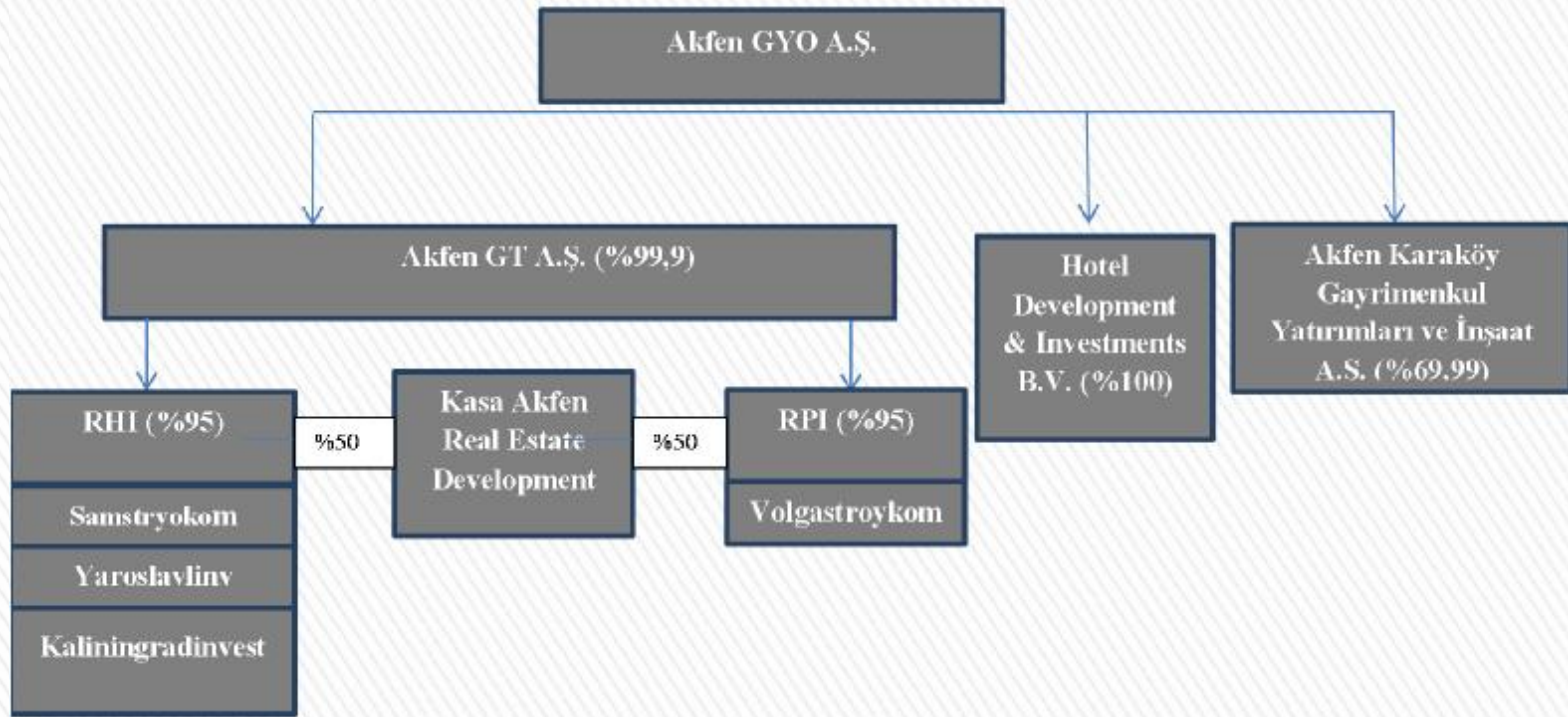 Akfen GYO A.Ş.
Akfen GT A.Ş. (%99,9)
Hotel
Development
& Investments
B.V. (%100)
Akfen Karaköy
Gayrimenkul
Yatırımları ve İnşaat
A.S. (%69.99)
RHI (%95)
%50
Kasa Akfen
Real Estate
Development
%50
RPI (%95)
Samstryokom
Yaroslavlinv
Kaliningradinvest
Volgastroykom